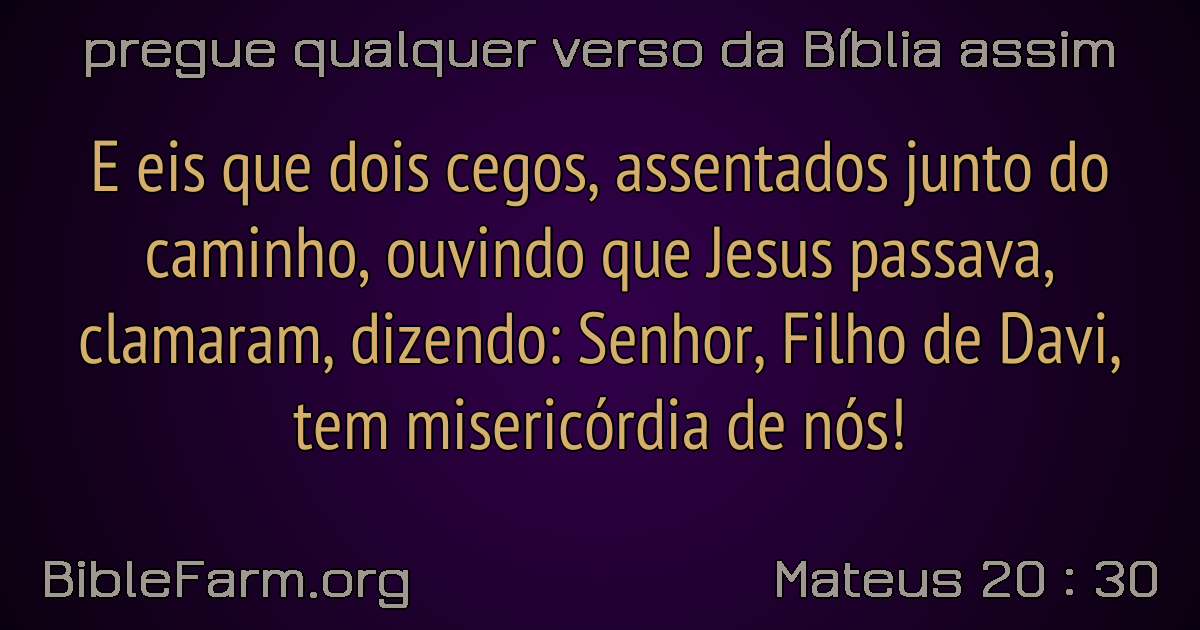 pregue qualquer verso da Bíblia assim
E eis que dois cegos, assentados junto do
caminho, ouvindo que Jesus passava,
clamaram, dizendo: Senhor, Filho de Davi,
tem misericórdia de nós!
BibleFarm.org
Mateus 20 : 30